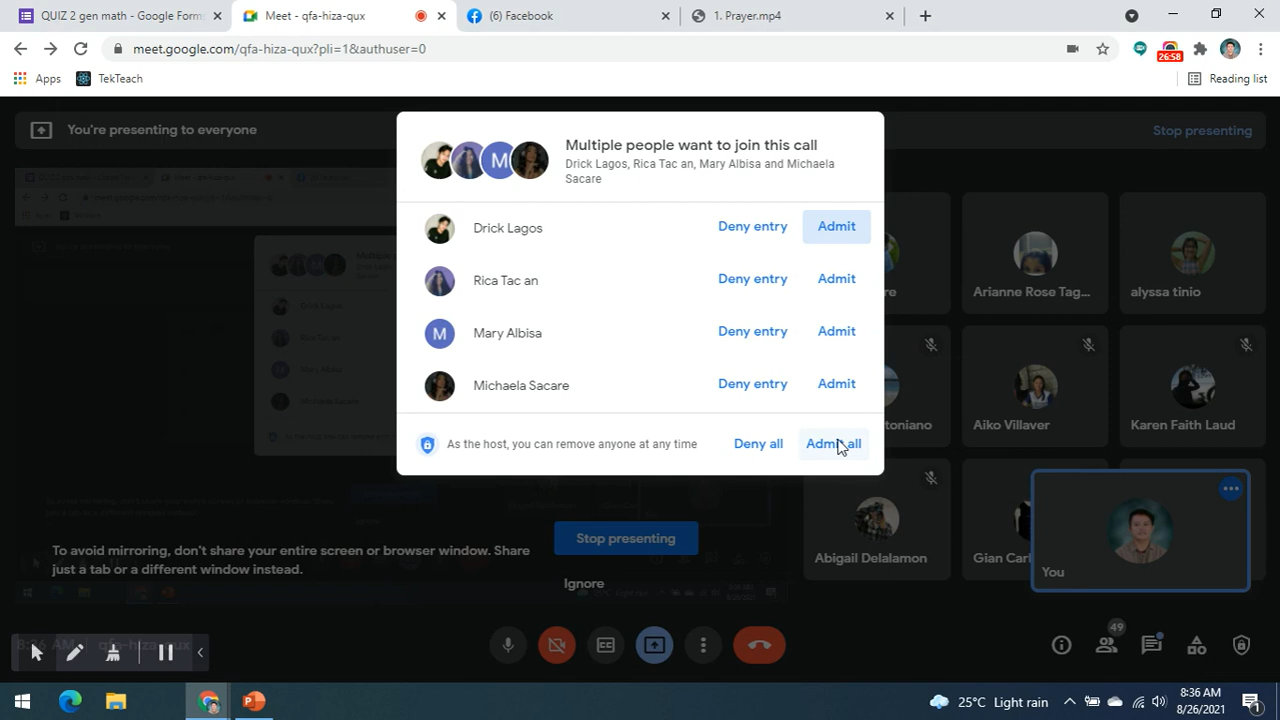 QUIZ 2 gen math - Google Form
Meet - qfa-hiza-qux
(6) Facebook
1. Prayer.mp4
meet.google.com/qfa-hiza-qux?pli=1&authuser=0
26:58
Apps
TekTeach
Reading list
You're presenting to everyone
Stop presenting
Multiple people want to join this call
Drick Lagos, Rica Tac an, Mary Albisa and Michaela
Sacare
Drick Lagos
Deny entry
Admit
Rica Tac an
Deny entry
Admit
M
Mary Albisa
Deny entry
Admit
Michaela Sacare
Deny entry
Admit
As the host, you can remove anyone at any time
Deny all
Admit all
Arianne Rose Tag...
alyssa tinio
Aiko Villaver
Karen Faith Laud
Abigail Delalamon
You
To avoid mirroring, don't share your entire screen or browser window. Share
just a tab or a different window instead.
Stop presenting
Ignore
8:36 AM
qfa-hiza-qux
49
25°C Light rain
8:36 AM
8/26/2021